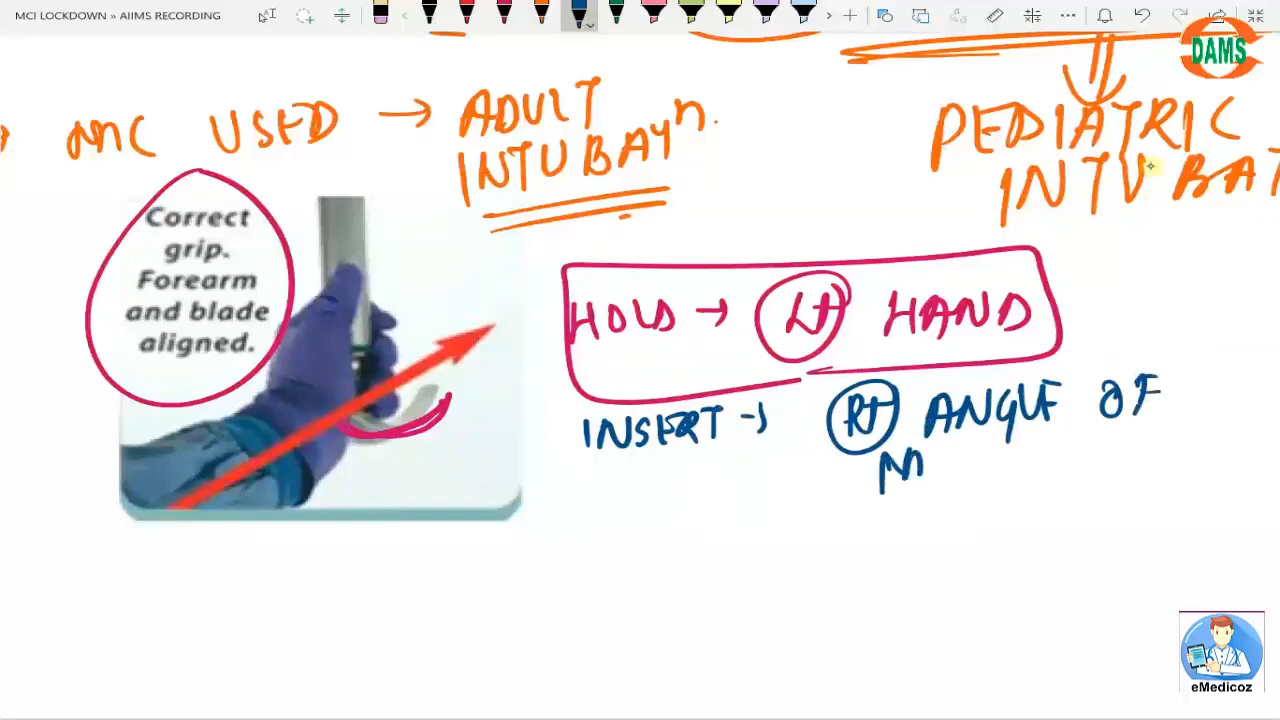 MCI LOCKDOWN » AIIMS RECORDING
DAMS
MC USED → ADULT
INTUBAYn.
PEDIATRIC
INTUBAT
Correct
grip.
Forearm
and blade
aligned.
HOLD → Lt HAND
INSERT → Rt ANGLE OF
M
eMedicoz